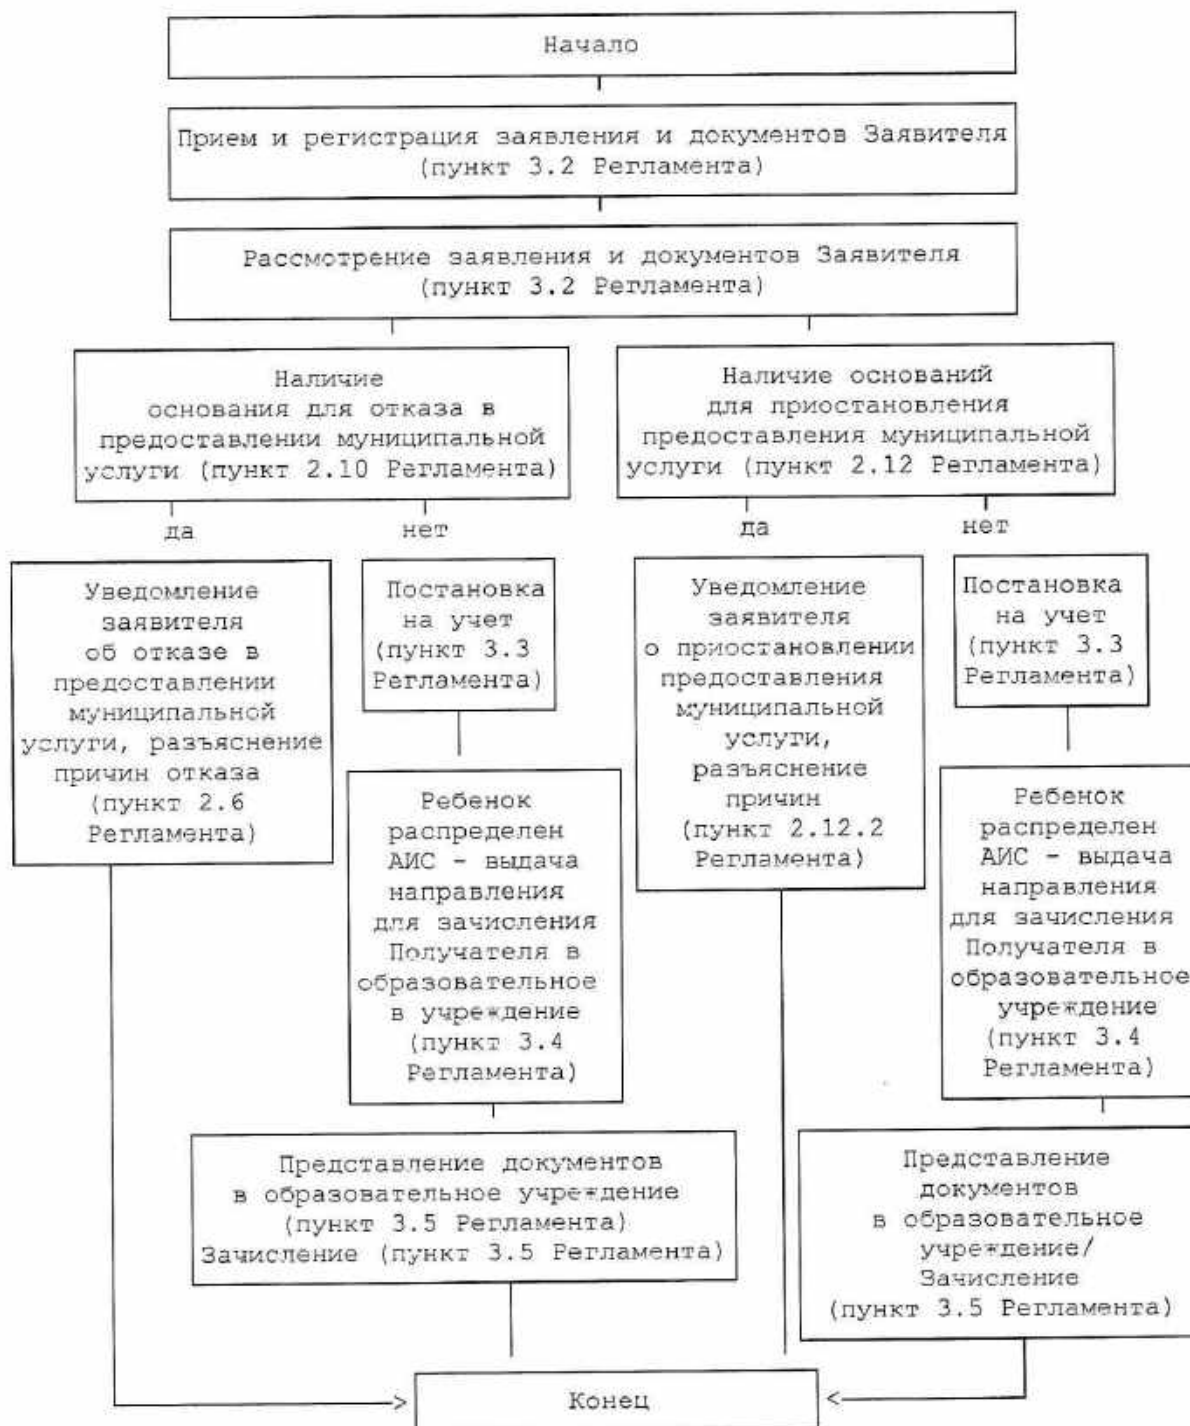 Начало
Прием и регистрация заявления и документов Заявителя
(пункт 3.2 Регламента)
Рассмотрение заявления и документов Заявителя
(пункт 3.2 Регламента)
Наличие
основания для отказа в
предоставлении муниципальной
услуги (пункт 2.10 Регламента)
Наличие оснований
для приостановления
предоставления муниципальной
услуги (пункт 2.12 Регламента)
да
нет
да
нет
Уведомление
заявителя
об отказе в
предоставлении
муниципальной
услуги, разъяснение
причин отказа
(пункт 2.6
Регламента)
Постановка
на учет
(пункт 3.3
Регламента)
Ребенок
распределен
АИС - выдача
направления
для зачисления
Получателя в
образовательное
в учреждение
(пункт 3.4
Регламента)
Уведомление
заявителя
о приостановлении
предоставления
муниципальной
услуги,
разъяснение
причин
(пункт 2.12.2
Регламента)
Постановка
на учет
(пункт 3.3
Регламента)
Ребенок
распределен
АИС - выдача
направления
для зачисления
Получателя в
образовательное
учреждение
(пункт 3.4
Регламента)
Представление документов
в образовательное учреждение
(пункт 3.5 Регламента)
Зачисление (пункт 3.5 Регламента)
Представление
документов
в образовательное
учреждение/
Зачисление
(пункт 3.5 Регламента)
Конец